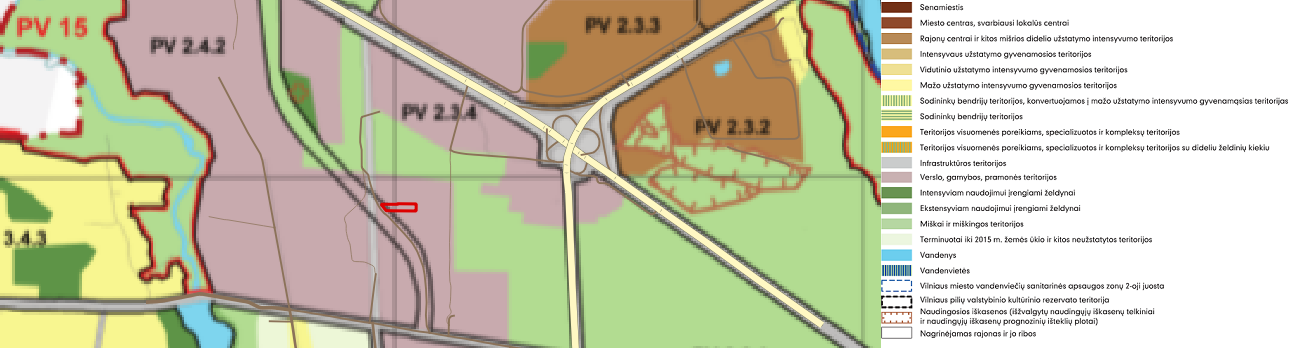 PV 15
PV 2.4.2
PV 2.3.3
PV 2.3.4
PV 2.3.2
3.4.3
Senamiestis
Miesto centras, svarbiausi lokalūs centrai
Rajonų centrai ir kitos mišrios didelio užstatymo intensyvumo teritorijos
Intensyvaus užstatymo gyvenamosios teritorijos
Vidutinio užstatymo intensyvumo gyvenamosios teritorijos
Mažo užstatymo intensyvumo gyvenamosios teritorijos
Sodininkų bendrijų teritorijos, konvertuojamos į mažo užstatymo intensyvumo gyvenamąsias teritorijas
Sodininkų bendrijų teritorijos
Teritorijos visuomenės poreikiams, specializuotos ir kompleksų teritorijos
Teritorijos visuomenės poreikiams, specializuotos ir kompleksų teritorijos su dideliu želdinių kiekiu
Infrastruktūros teritorijos
Verslo, gamybos, pramonės teritorijos
Intensyviam naudojimui įrengiami želdynai
Ekstensyviam naudojimui įrengiami želdynai
Miškai ir miškingos teritorijos
Terminuotai iki 2015 m. žemės ūkio ir kitos neužstatytos teritorijos
Vandenys
Vandenvietės
Vilniaus miesto vandenviečių sanitarinės apsaugos zonų 2-oji juosta
Vilniaus pilių valstybinio kultūrinio rezervato teritorija
Naudingosios iškasenos (išžvalgytų naudingųjų iškasenų telkiniai
ir naudingųjų iškasenų prognozinių išteklių plotai)
Nagrinėjamas rajonas ir jo ribos